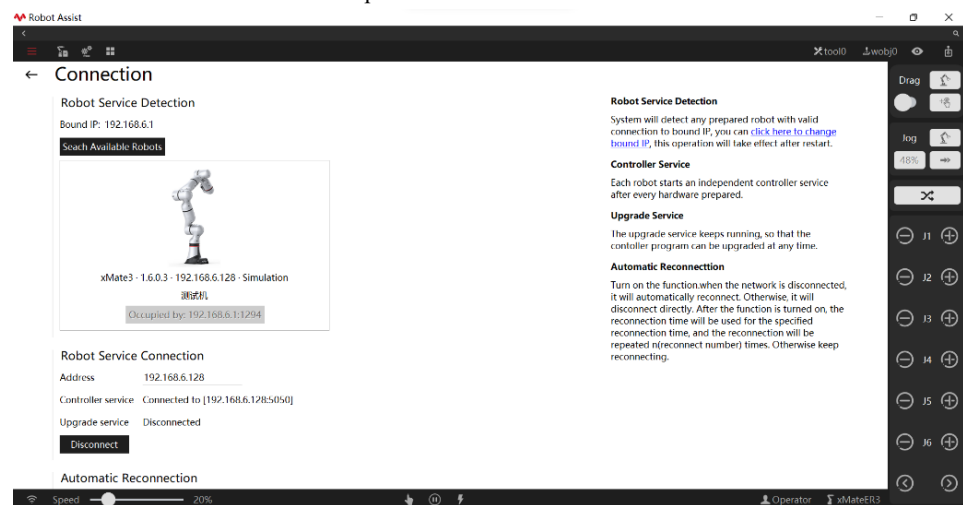 Robot Assist
tool0 wobj0
Connection
Robot Service Detection
Bound IP: 192.168.6.1
Seach Available Robots
xMate3 - 1.6.0.3 - 192.168.6.128 - Simulation
测试机
Occupied by: 192.168.6.1:1294
Robot Service Connection
Address 192.168.6.128
Controller service Connected to [192.168.6.128:5050]
Upgrade service Disconnected
Disconnect
Automatic Reconnection
Robot Service Detection
System will detect any prepared robot with valid
connection to bound IP, you can click here to change
bound IP, this operation will take effect after restart.
Controller Service
Each robot starts an independent controller service
after every hardware prepared.
Upgrade Service
The upgrade service keeps running, so that the
contoller program can be upgraded at any time.
Automatic Reconnecttion
Turn on the function.when the network is disconnected,
it will automatically reconnect. Otherwise, it will
disconnect directly. After the function is turned on, the
reconnection time will be used for the specified
reconnection time, and the reconnection will be
repeated n(reconnect number) times. Otherwise keep
reconnecting.
Drag
Jog
48%
J1
J2
J3
J4
J5
J6
Speed 20%
Operator xMateER3